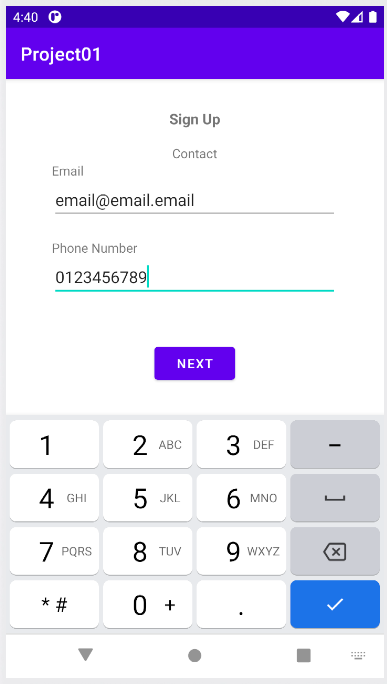 4:40
Project01
Sign Up
Contact
Email
email@email.email
Phone Number
0123456789
NEXT
1 2 ABC 3 DEF –
4 GHI 5 JKL 6 MNO
7 PQRS 8 TUV 9 WXYZ
* # 0 + .